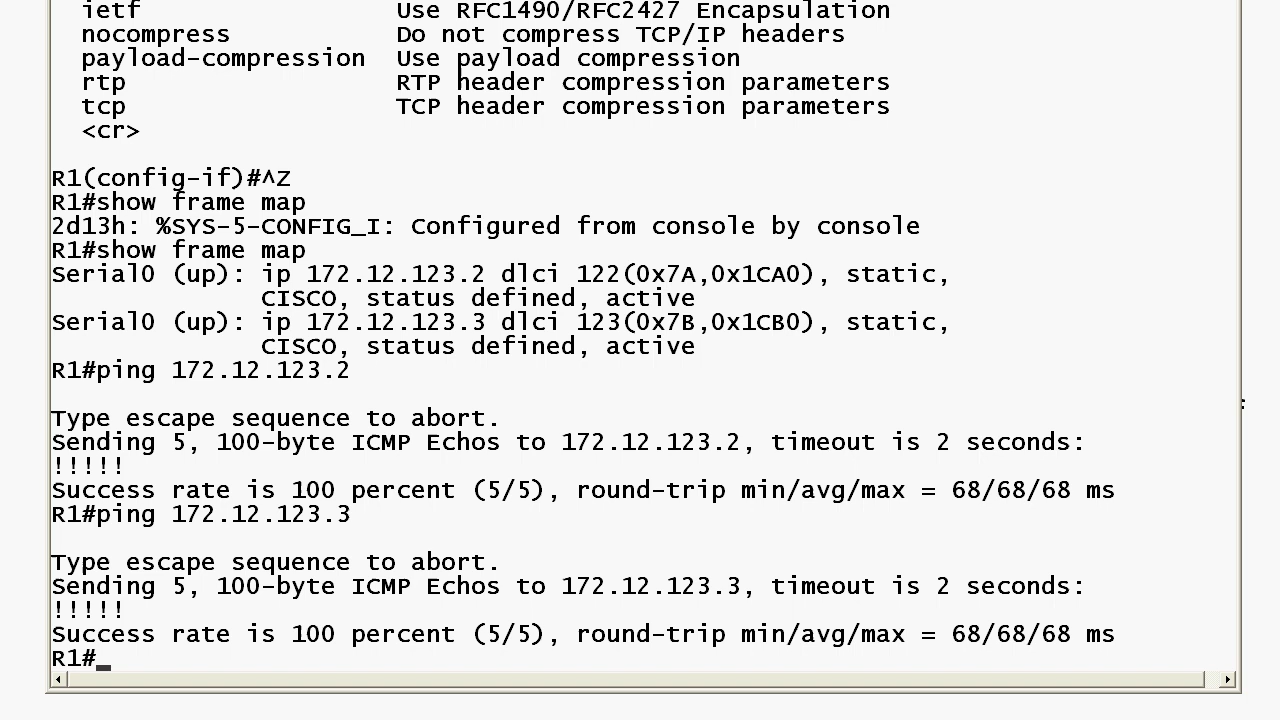 ietf Use RFC1490/RFC2427 Encapsulation
nocompress Do not compress TCP/IP headers
payload-compression Use payload compression
rtp RTP header compression parameters
tcp TCP header compression parameters
<cr>
R1(config-if)#^Z
R1#show frame map
2d13h: %SYS-5-CONFIG_I: Configured from console by console
R1#show frame map
Serial0 (up): ip 172.12.123.2 dlci 122(0x7A,0x1CA0), static,
CISCO, status defined, active
Serial0 (up): ip 172.12.123.3 dlci 123(0x7B,0x1CB0), static,
CISCO, status defined, active
R1#ping 172.12.123.2
Type escape sequence to abort.
Sending 5, 100-byte ICMP Echos to 172.12.123.2, timeout is 2 seconds:
!!!!!
Success rate is 100 percent (5/5), round-trip min/avg/max = 68/68/68 ms
R1#ping 172.12.123.3
Type escape sequence to abort.
Sending 5, 100-byte ICMP Echos to 172.12.123.3, timeout is 2 seconds:
!!!!!
Success rate is 100 percent (5/5), round-trip min/avg/max = 68/68/68 ms
R1#